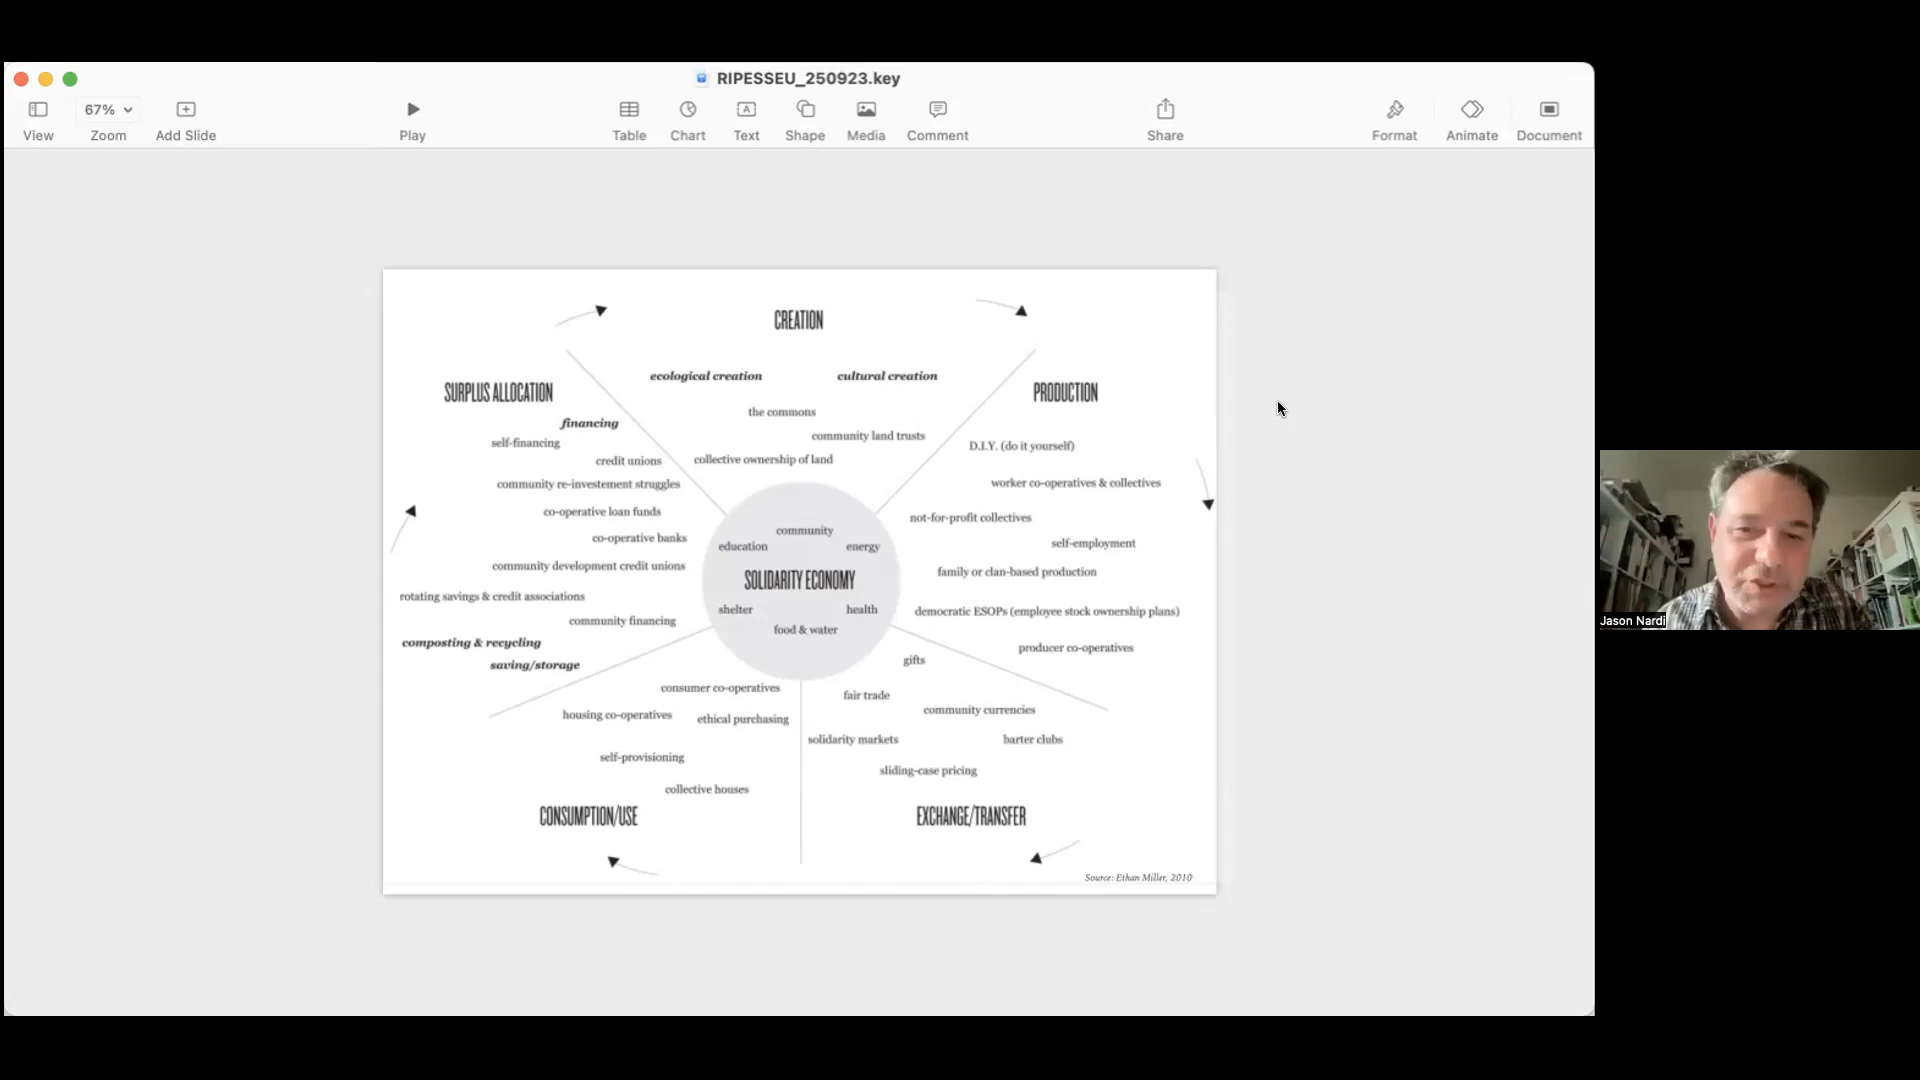 RIPESSEU_250923.key
67%
View
Zoom
Add Slide
Play
Table
Chart
Text
Shape
Media
Comment
Share
Format
Animate
Document
CREATION
ecological creation
cultural creation
the commons
community land trusts
collective ownership of land
SURPLUS ALLOCATION
financing
self-financing
credit unions
community re-investement struggles
co-operative loan funds
co-operative banks
community development credit unions
rotating savings & credit associations
community financing
composting & recycling
saving/storage
PRODUCTION
D.I.Y. (do it yourself)
worker co-operatives & collectives
not-for-profit collectives
self-employment
family or clan-based production
democratic ESOPs (employee stock ownership plans)
producer co-operatives
community
education
energy
SOLIDARITY ECONOMY
shelter
health
food & water
consumer co-operatives
housing co-operatives
ethical purchasing
self-provisioning
collective houses
CONSUMPTION/USE
gifts
fair trade
community currencies
solidarity markets
barter clubs
sliding-case pricing
EXCHANGE/TRANSFER
Source: Ethan Miller, 2010
Jason Nardi